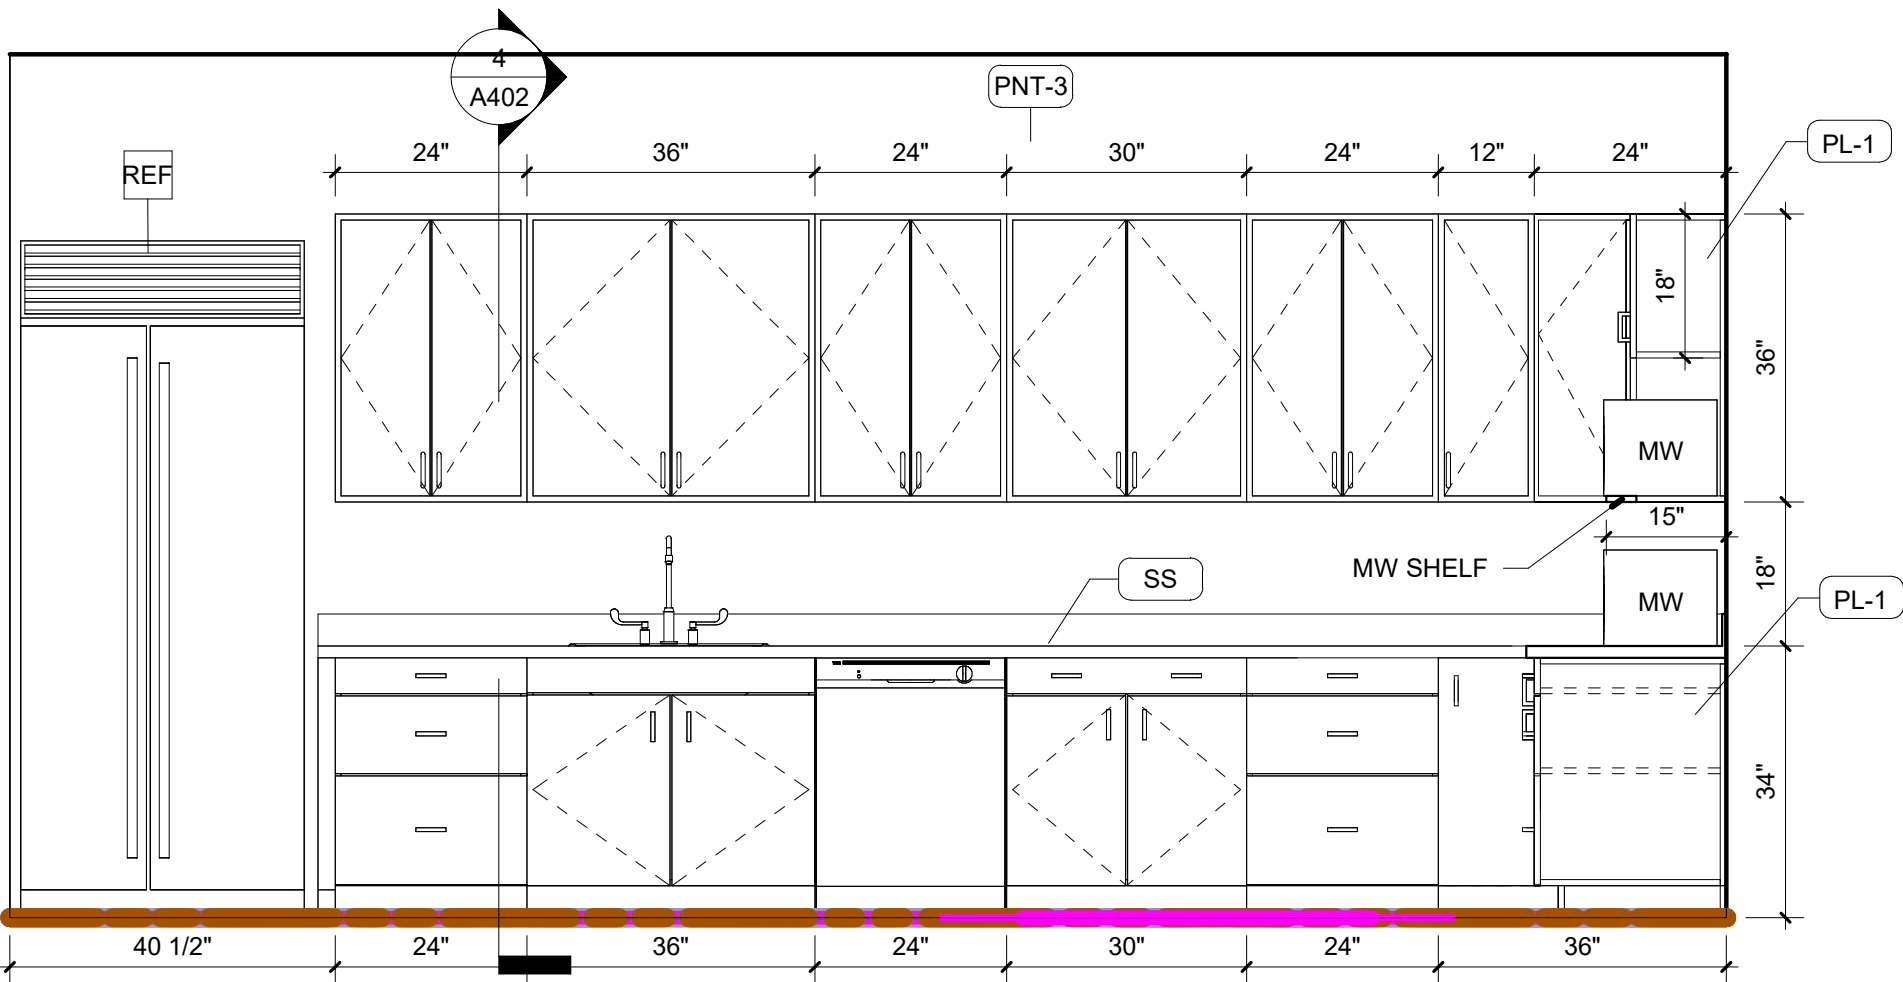 4
A402
PNT-3
PL-1
24" 36" 24" 30" 24" 12" 24"
REF
18"
36"
MW
15"
MW SHELF
SS
18"
MW
PL-1
34"
40 1/2" 24" 36" 24" 30" 24" 36"